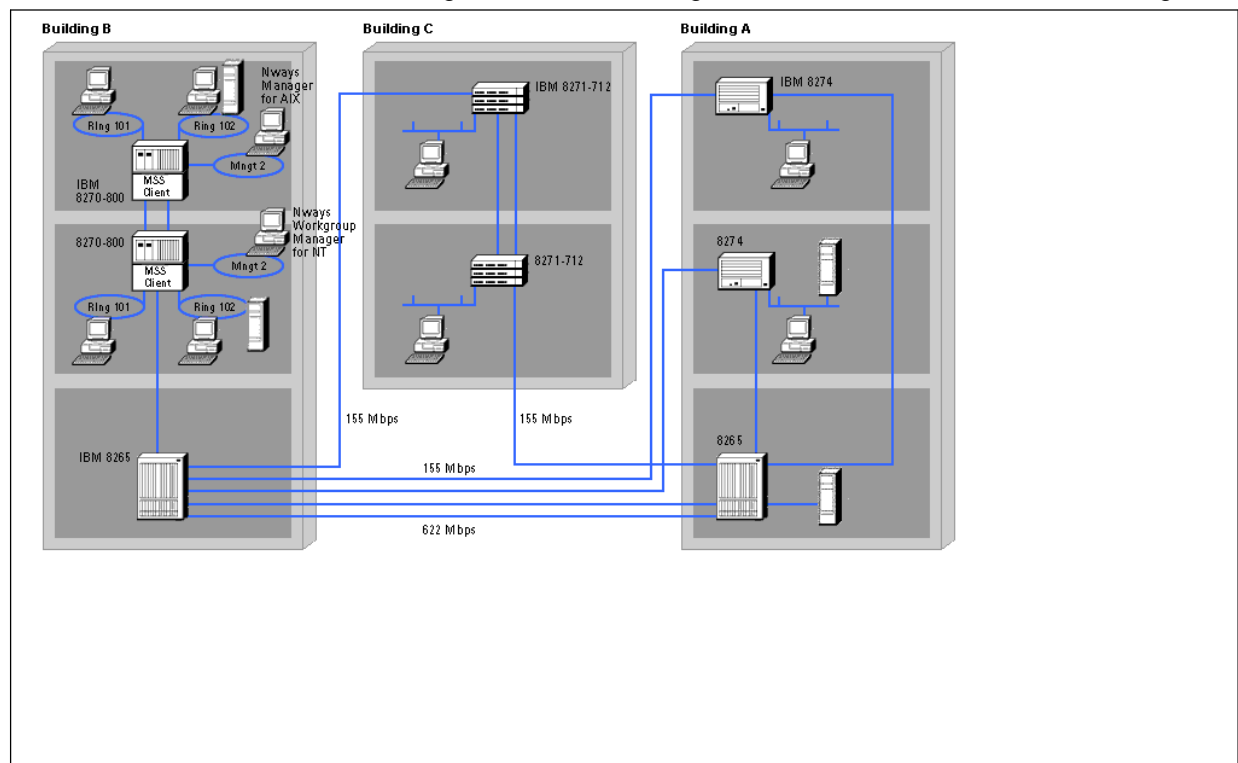 Building B
Building C
Building A
Nways
Manager
for AIX
Ring 101
Ring 102
Mngt 2
MSS
Client
IBM
8270-800
Nways
Workgroup
Manager
for NT
8270-800
MSS
Client
Mngt 2
Ring 101
Ring 102
IBM 8265
IBM 8271-712
8271-712
155 Mbps
155 Mbps
155 Mbps
622 Mbps
IBM 8274
8274
8265